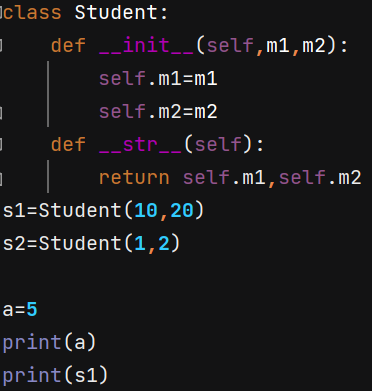 class Student:
    def __init__(self,m1,m2):
        self.m1=m1
        self.m2=m2
    def __str__(self):
        return self.m1,self.m2
s1=Student(10,20)
s2=Student(1,2)
a=5
print(a)
print(s1)